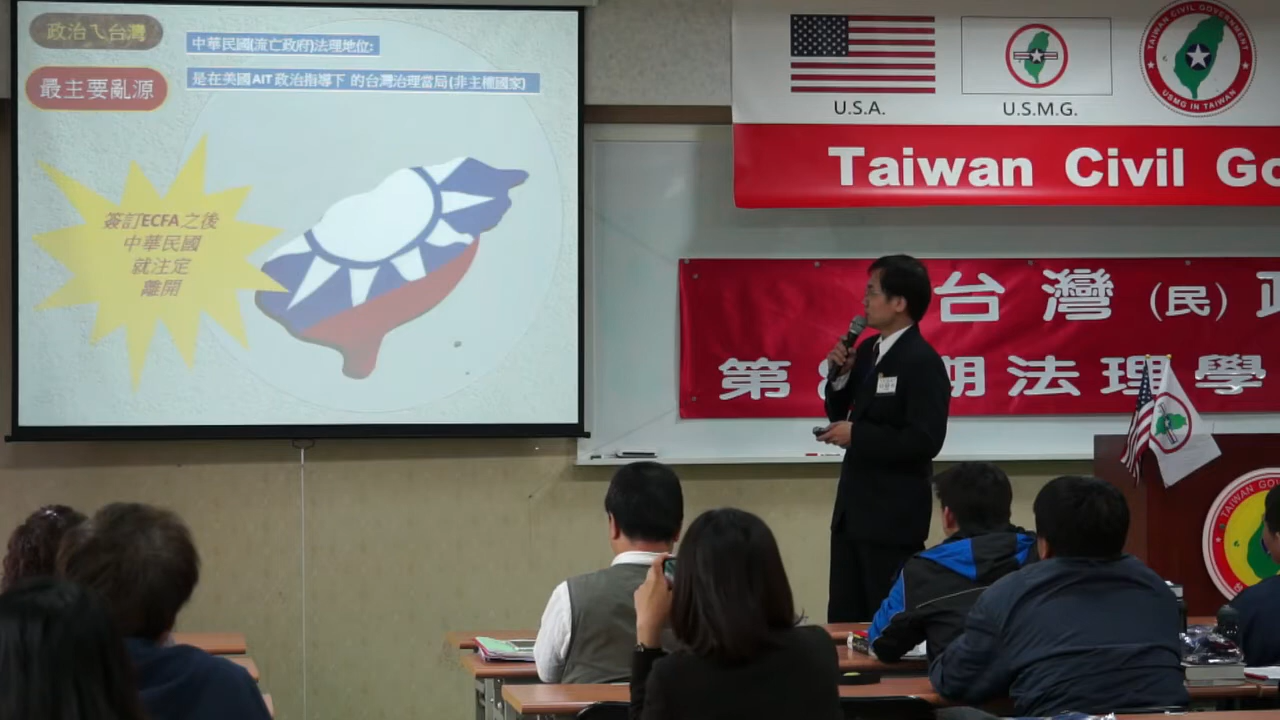 政治ㄟ台灣
最主要亂源
中華民國(流亡政府)法理地位:
是在美國AIT政治指導下 的台灣治理當局(非主權國家)
簽訂ECFA之後
中華民國
就注定
離開
U.S.A.
U.S.M.G.
TAIWAN CIVIL GOVERNMENT
USMG IN TAIWAN
Taiwan Civil Go
台灣(民)政
第8期法理學
TAIWAN GO